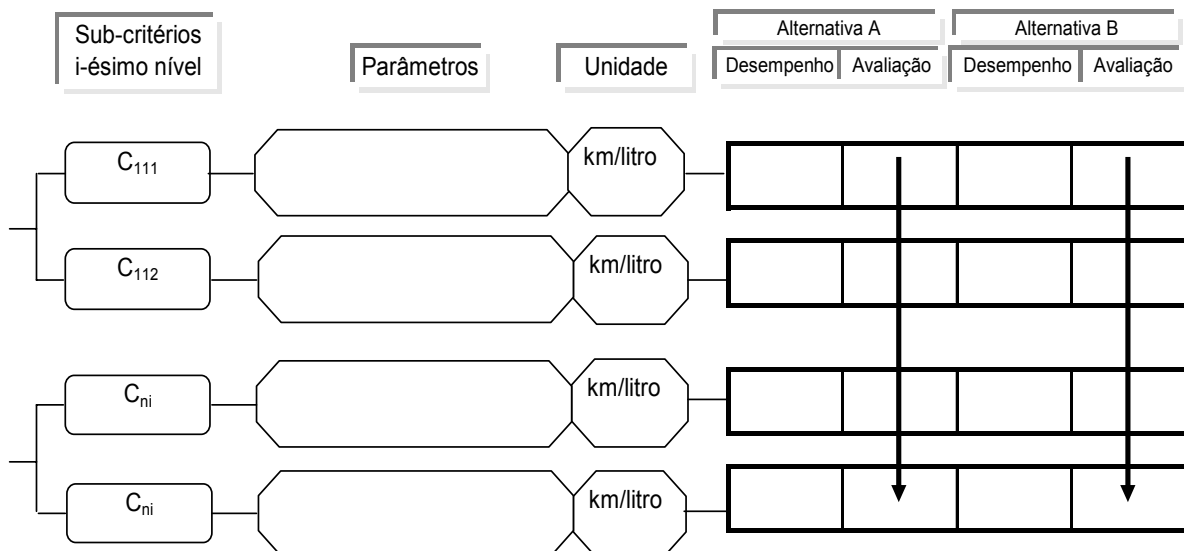 Sub-critérios
i-ésimo nível
Parâmetros
Unidade
Alternativa A
Alternativa B
Desempenho
Avaliação
Desempenho
Avaliação
C111
km/litro
C112
km/litro
Cni
km/litro
Cni
km/litro